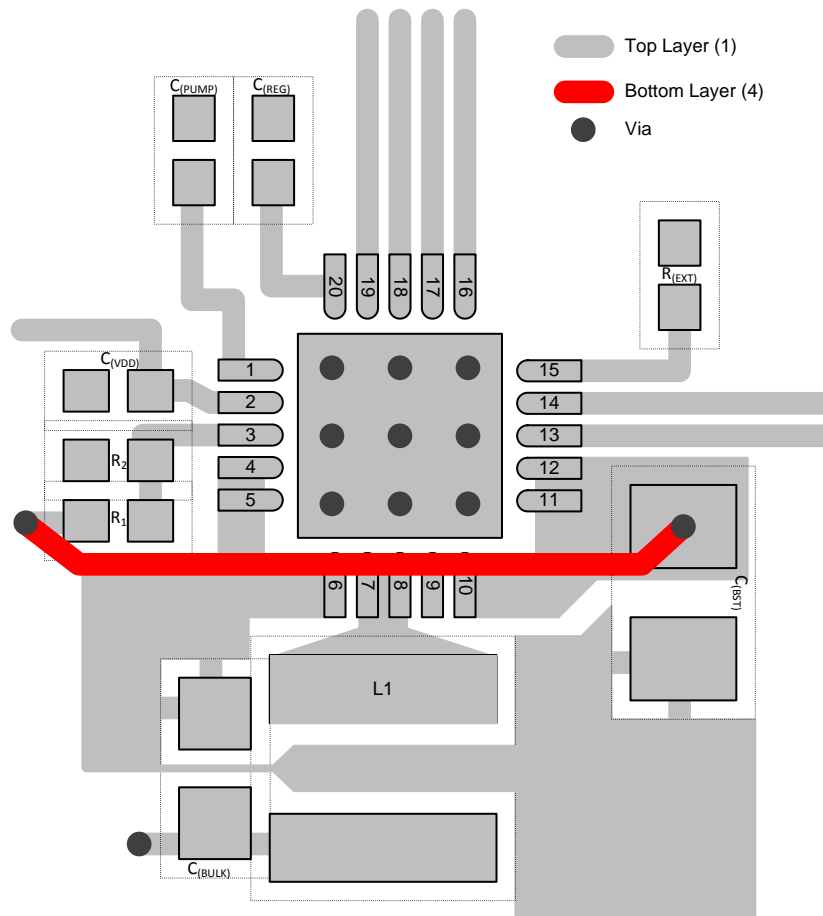 Top Layer (1)
Bottom Layer (4)
Via
C(PUMP)
C(REG)
R(EXT)
20
19
18
17
16
C(VDD)
1
2
3
4
5
15
14
13
12
11
R2
R1
6
7
8
9
10
C(BST)
L1
C(BULK)